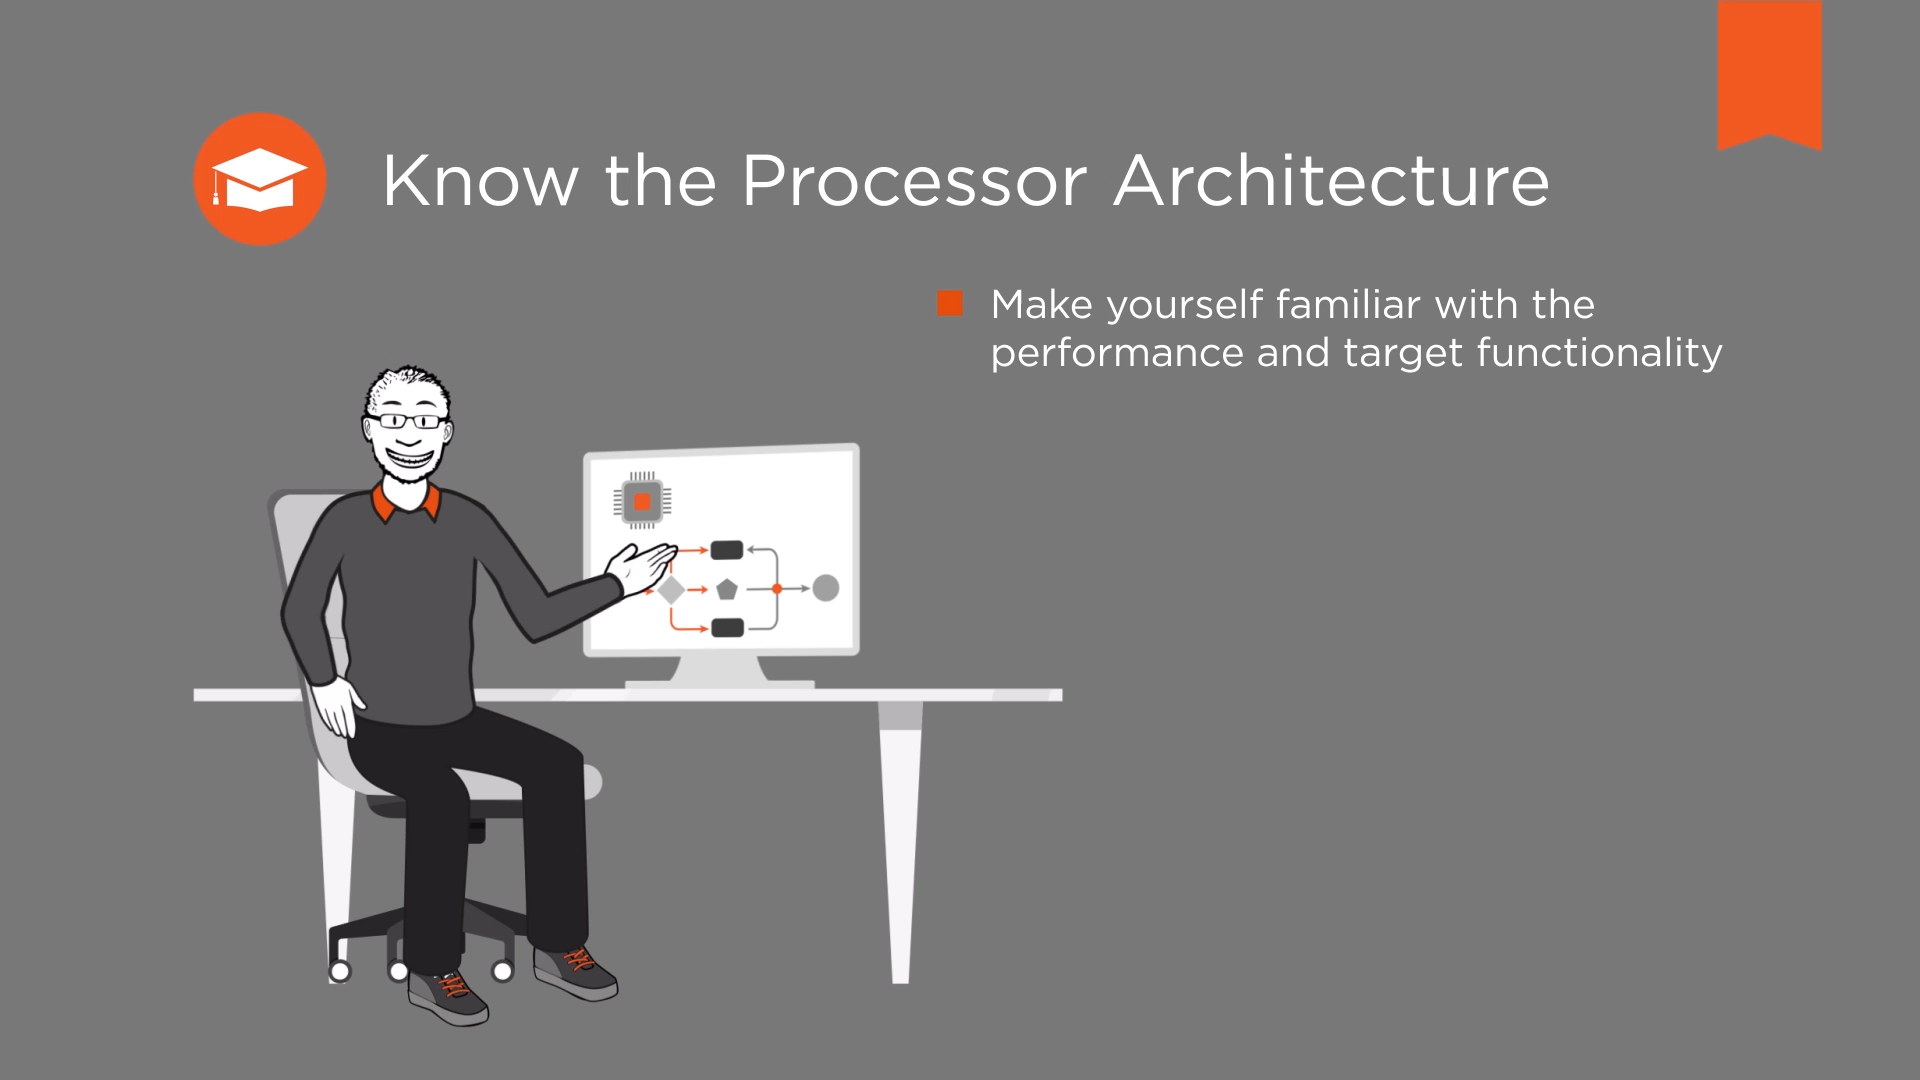 Know the Processor Architecture
Make yourself familiar with the
performance and target functionality